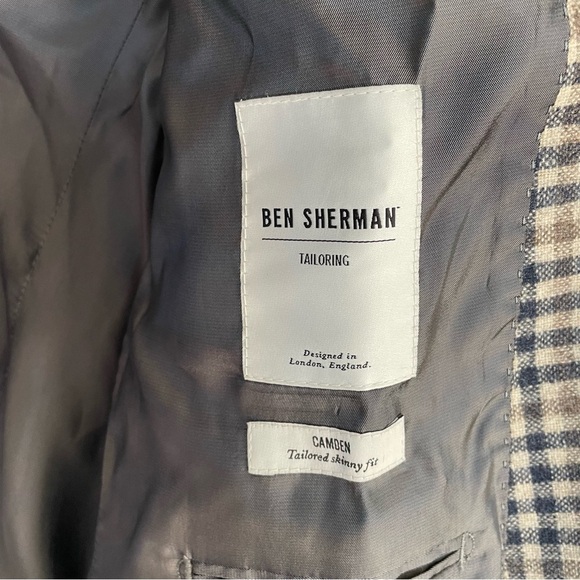 BEN SHERMAN™
TAILORING
Designed in
London, England.
CAMDEN
Tailored skinny fit